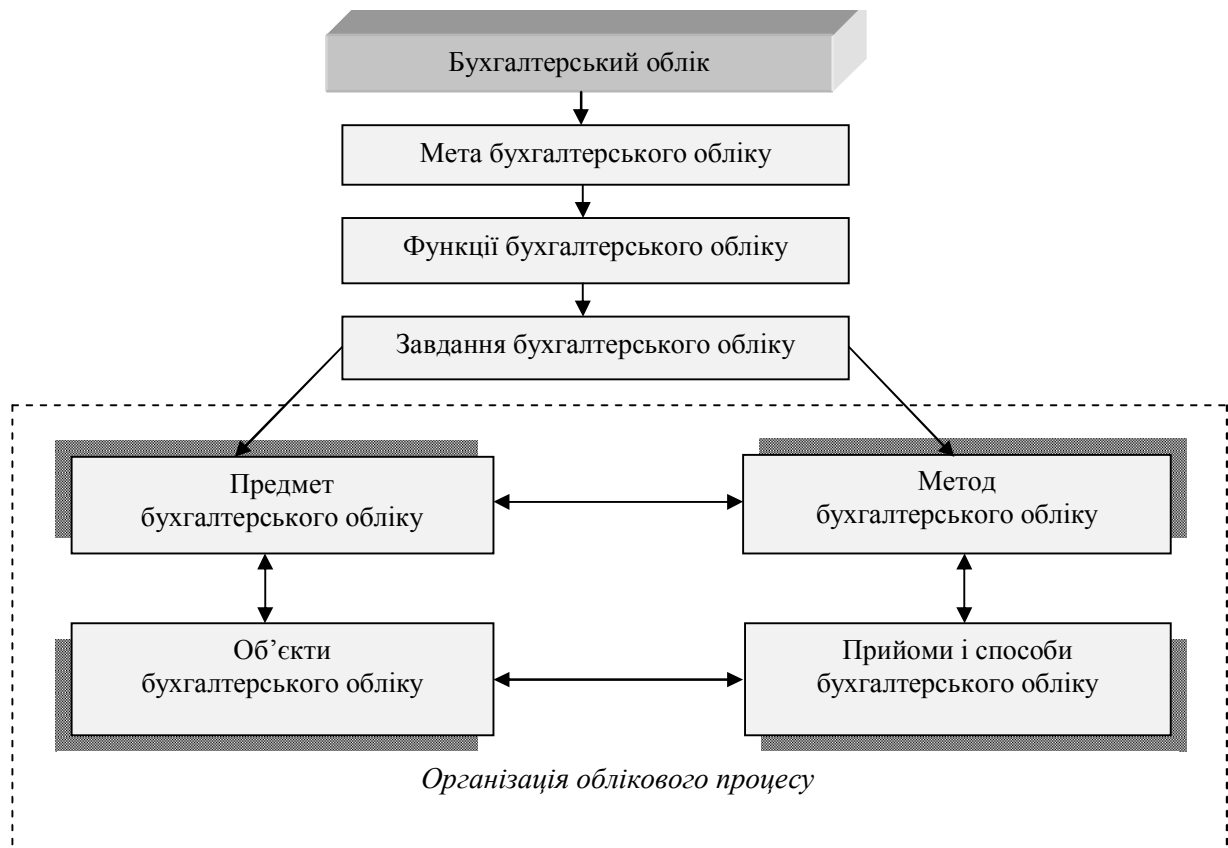 Бухгалтерський облік
Мета бухгалтерського обліку
Функції бухгалтерського обліку
Завдання бухгалтерського обліку
Предмет
бухгалтерського обліку
Метод
бухгалтерського обліку
Об’єкти
бухгалтерського обліку
Прийоми і способи
бухгалтерського обліку
Організація облікового процесу